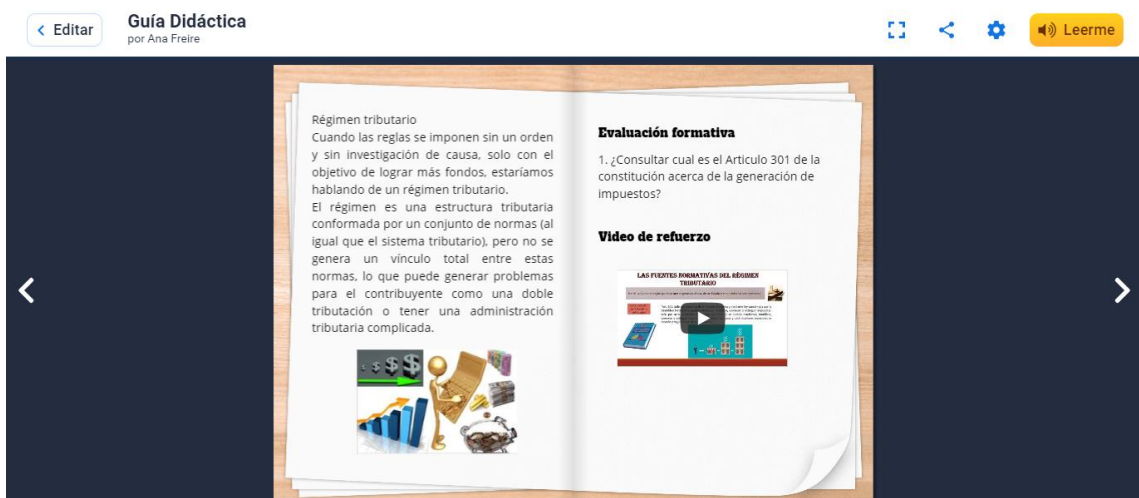 Editar
Guía Didáctica
por Ana Freire
Leerme
Régimen tributario
Cuando las reglas se imponen sin un orden
y sin investigación de causa, solo con el
objetivo de lograr más fondos, estaríamos
hablando de un régimen tributario.
El régimen es una estructura tributaria
conformada por un conjunto de normas (al
igual que el sistema tributario), pero no se
genera un vínculo total entre estas
normas, lo que puede generar problemas
para el contribuyente como una doble
tributación o tener una administración
tributaria complicada.
Evaluación formativa
1. ¿Consultar cual es el Articulo 301 de la
constitución acerca de la generación de
impuestos?
Video de refuerzo
LAS FUENTES NORMATIVAS DEL RÉGIMEN
TRIBUTARIO